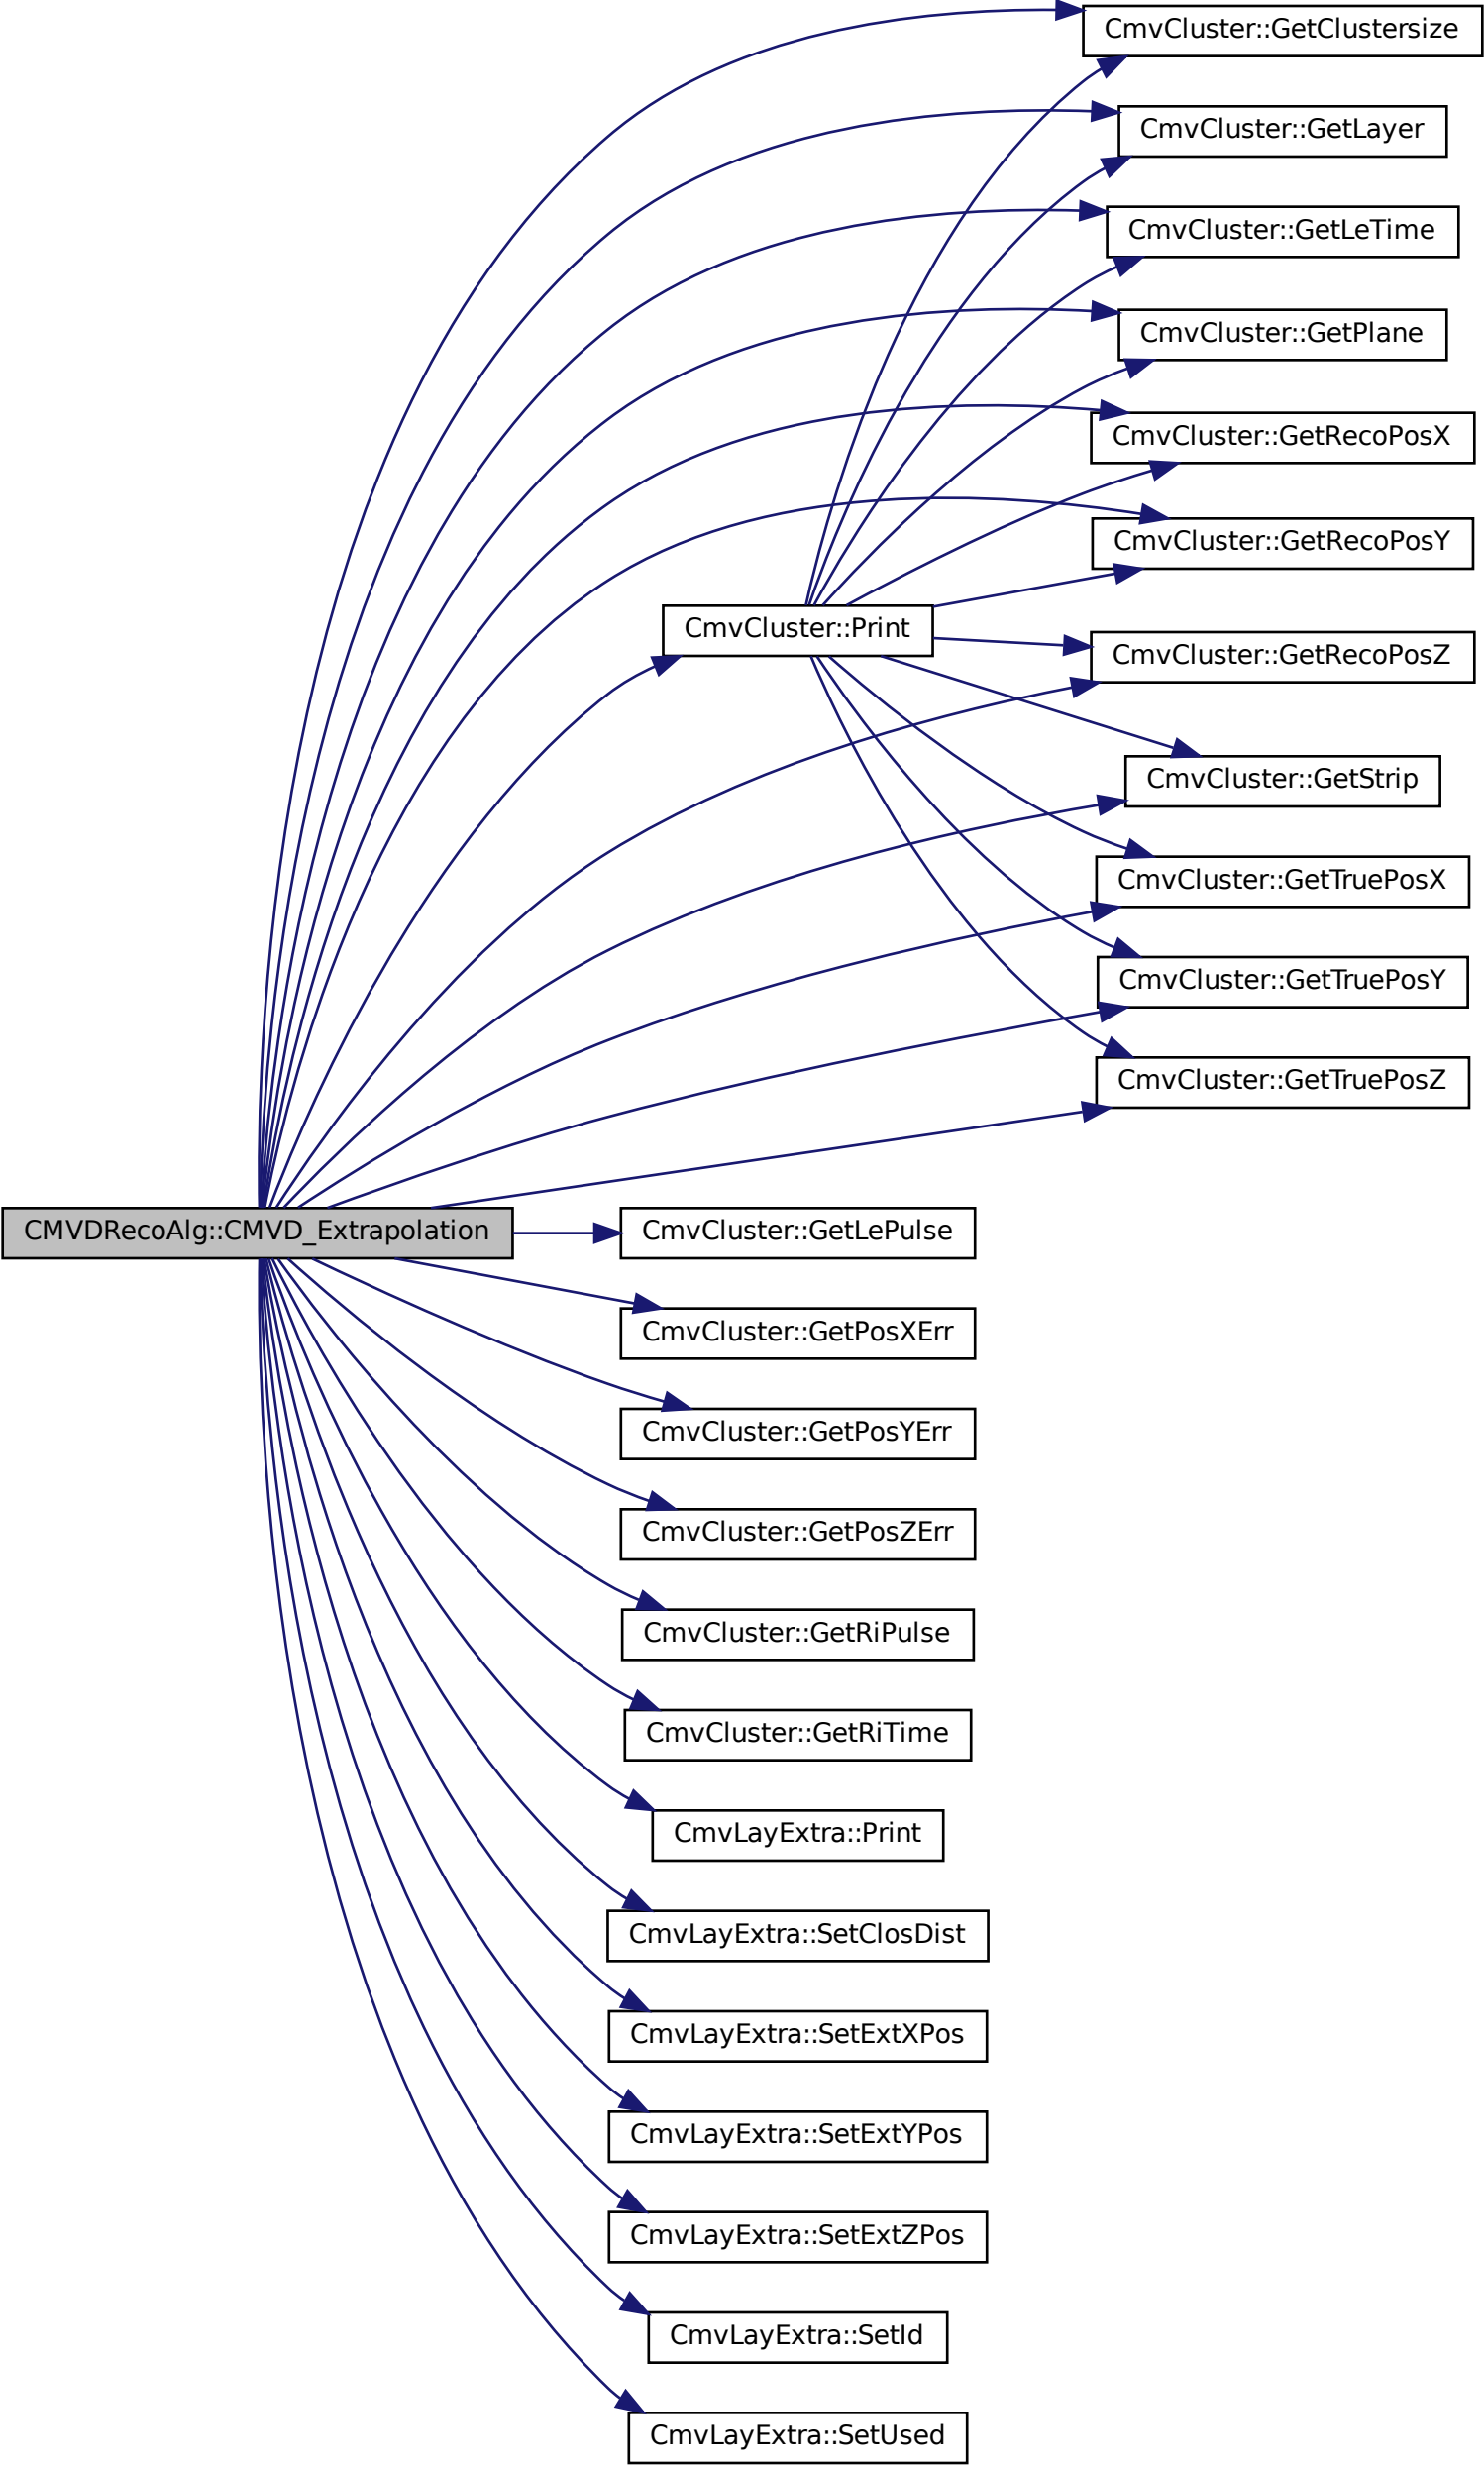 CmvCluster::GetClustersize
CmvCluster::GetLayer
CmvCluster::GetLeTime
CmvCluster::GetPlane
CmvCluster::GetRecoPosX
CmvCluster::GetRecoPosY
CmvCluster::Print
CmvCluster::GetRecoPosZ
CmvCluster::GetStrip
CmvCluster::GetTruePosX
CmvCluster::GetTruePosY
CmvCluster::GetTruePosZ
CMVDRecoAlg::CMVD_Extrapolation
CmvCluster::GetLePulse
CmvCluster::GetPosXErr
CmvCluster::GetPosYErr
CmvCluster::GetPosZErr
CmvCluster::GetRiPulse
CmvCluster::GetRiTime
CmvLayExtra::Print
CmvLayExtra::SetClosDist
CmvLayExtra::SetExtXPos
CmvLayExtra::SetExtYPos
CmvLayExtra::SetExtZPos
CmvLayExtra::SetId
CmvLayExtra::SetUsed